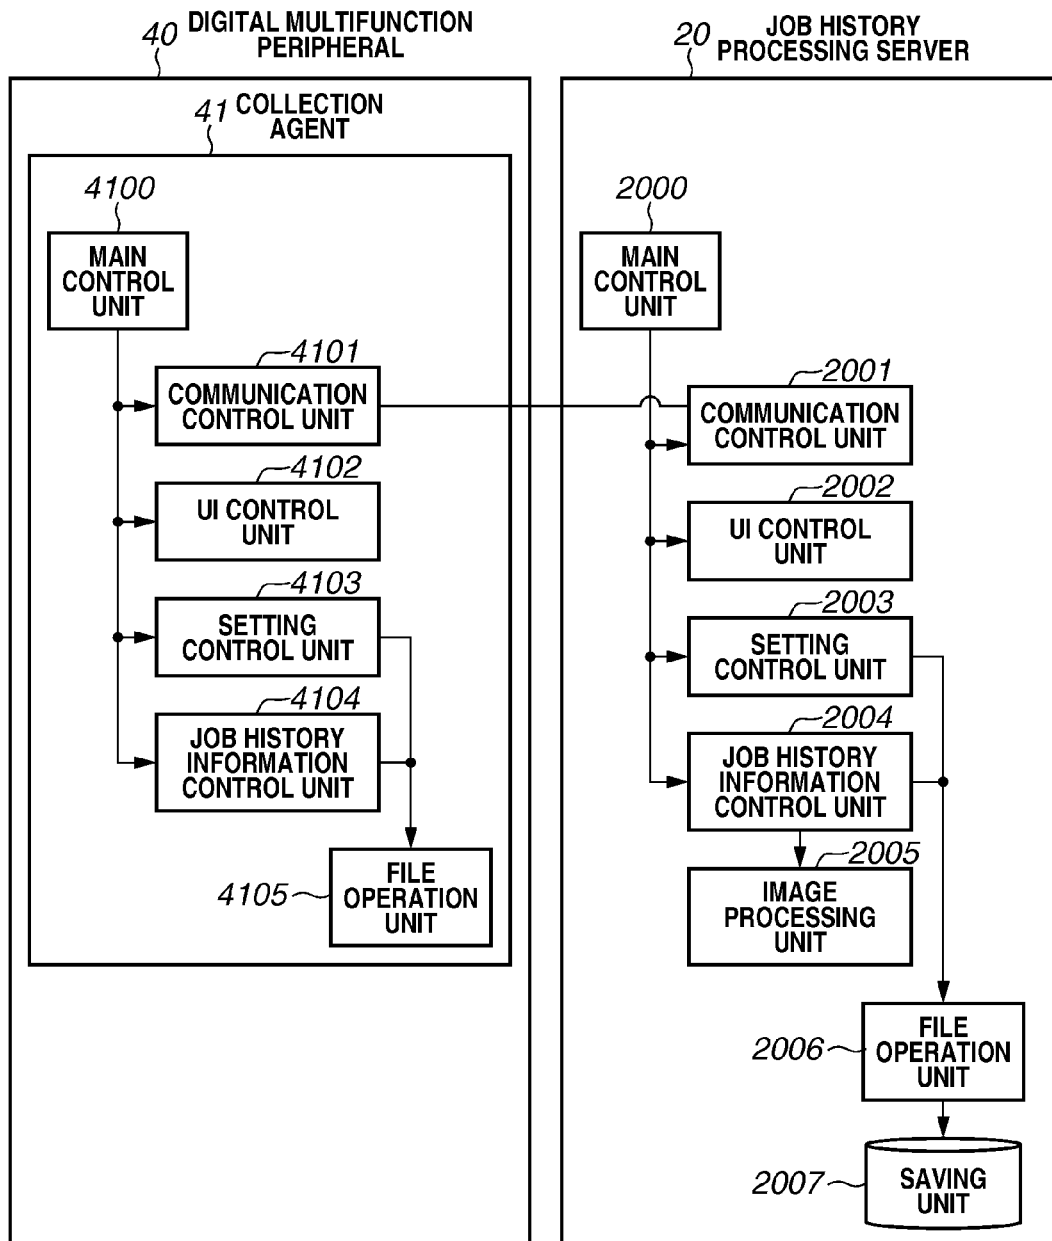 40 DIGITAL MULTIFUNCTION
PERIPHERAL
41 COLLECTION
AGENT
4100
MAIN
CONTROL
UNIT
4101
COMMUNICATION
CONTROL UNIT
4102
UI CONTROL
UNIT
4103
SETTING
CONTROL UNIT
4104
JOB HISTORY
INFORMATION
CONTROL UNIT
4105
FILE
OPERATION
UNIT
20 JOB HISTORY
PROCESSING SERVER
2000
MAIN
CONTROL
UNIT
2001
COMMUNICATION
CONTROL UNIT
2002
UI CONTROL
UNIT
2003
SETTING
CONTROL UNIT
2004
JOB HISTORY
INFORMATION
CONTROL UNIT
2005
IMAGE
PROCESSING
UNIT
2006
FILE
OPERATION
UNIT
2007
SAVING
UNIT